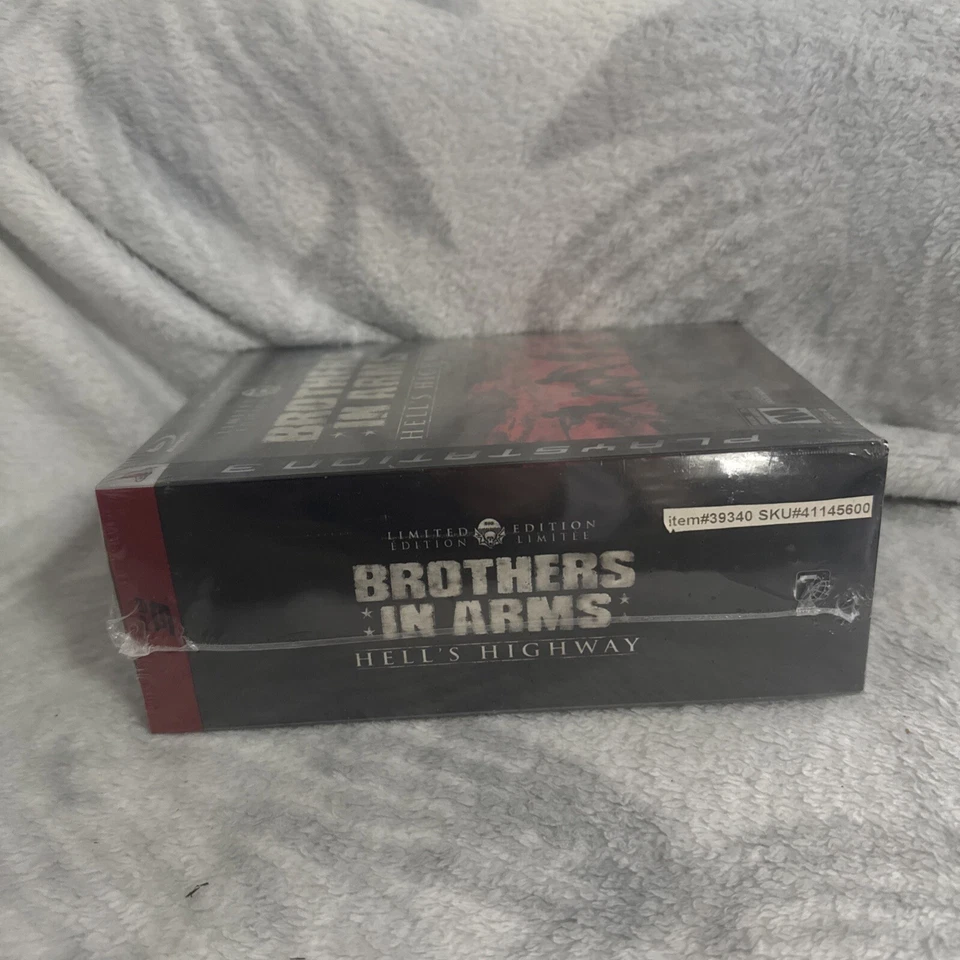 BROTHERS
IN ARMS
HELL'S HIGHWAY
PLAYSTATION 3
M
item#39340 SKU#41145600
LIMITED EDITION
EDITION LIMITÉE
BROTHERS
IN ARMS
HELL'S HIGHWAY